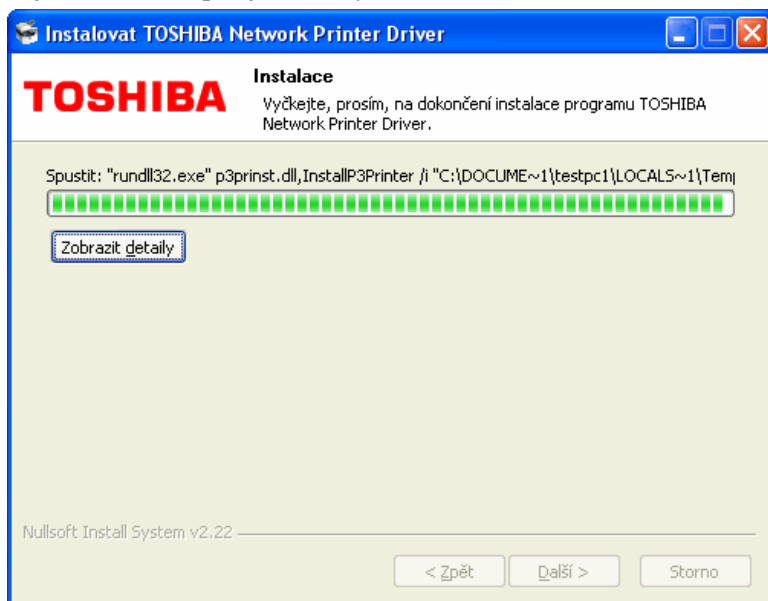 Instalovat TOSHIBA Network Printer Driver
TOSHIBA
Instalace
Vyčkejte, prosím, na dokončení instalace programu TOSHIBA
Network Printer Driver.
Spustit: "rundll32.exe" p3prinst.dll,InstallP3Printer /i "C:\DOCUME~1\testpc1\LOCALS~1\Temp
Zobrazit detaily
Nullsoft Install System v2.22
< Zpět
Další >
Storno